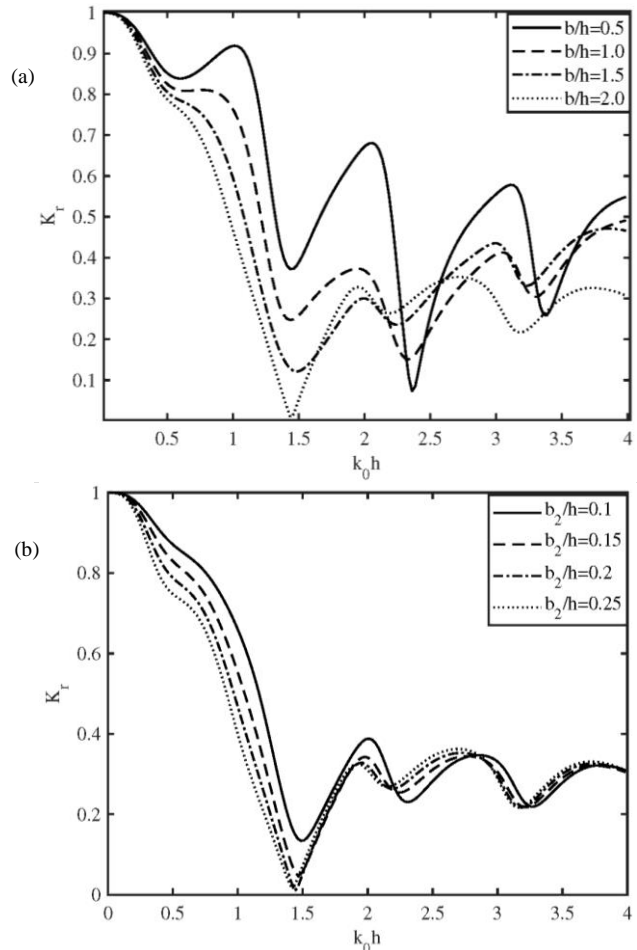 (a)
1
0.9
0.8
0.7
0.6
0.5
0.4
0.3
0.2
0.1
K_r
b/h=0.5
b/h=1.0
b/h=1.5
b/h=2.0
0.5 1 1.5 2 2.5 3 3.5 4
k_0h
(b)
1
0.8
0.6
0.4
0.2
0
K_r
b_2/h=0.1
b_2/h=0.15
b_2/h=0.2
b_2/h=0.25
0 0.5 1 1.5 2 2.5 3 3.5 4
k_0h